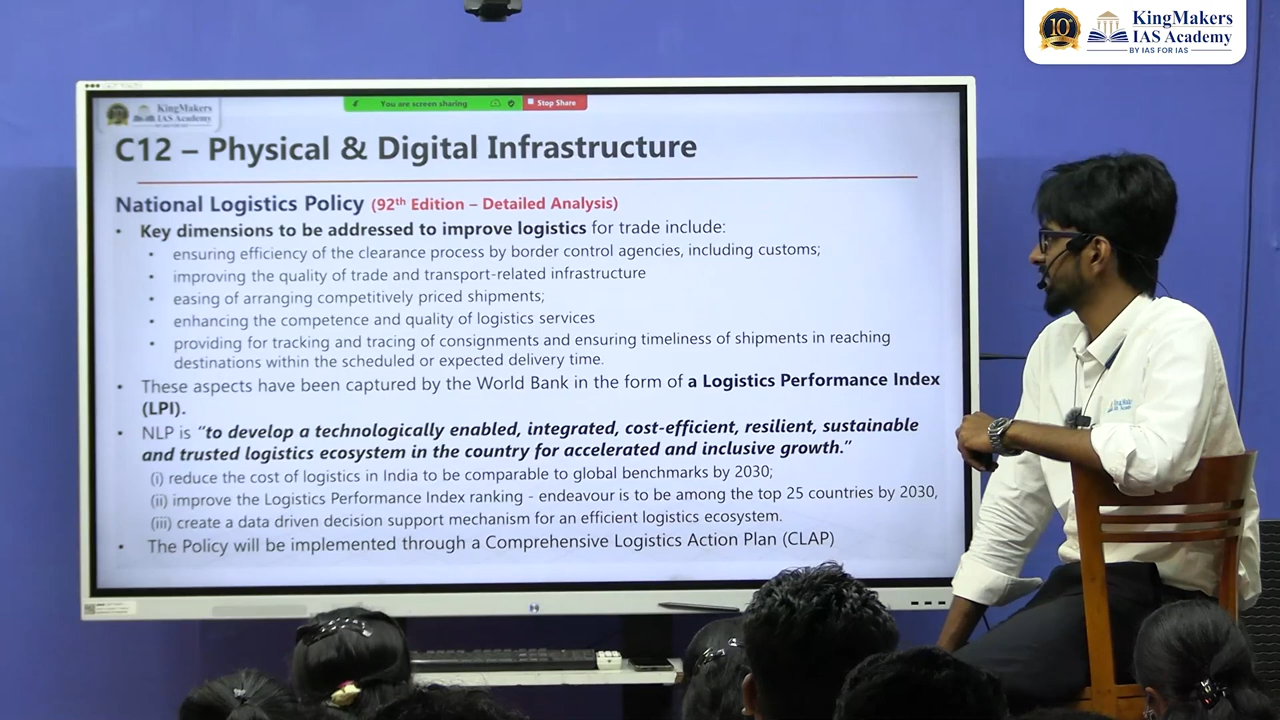 10th
KingMakers
IAS Academy
BY IAS FOR IAS
KingMakers
IAS Academy
You are screen sharing
Stop Share
C12 – Physical & Digital Infrastructure
National Logistics Policy (92th Edition – Detailed Analysis)
• Key dimensions to be addressed to improve logistics for trade include:
• ensuring efficiency of the clearance process by border control agencies, including customs;
• improving the quality of trade and transport-related infrastructure
• easing of arranging competitively priced shipments;
• enhancing the competence and quality of logistics services
• providing for tracking and tracing of consignments and ensuring timeliness of shipments in reaching
destinations within the scheduled or expected delivery time.
• These aspects have been captured by the World Bank in the form of a Logistics Performance Index
(LPI).
• NLP is “to develop a technologically enabled, integrated, cost-efficient, resilient, sustainable
and trusted logistics ecosystem in the country for accelerated and inclusive growth.”
(i) reduce the cost of logistics in India to be comparable to global benchmarks by 2030;
(ii) improve the Logistics Performance Index ranking - endeavour is to be among the top 25 countries by 2030,
(iii) create a data driven decision support mechanism for an efficient logistics ecosystem.
• The Policy will be implemented through a Comprehensive Logistics Action Plan (CLAP)